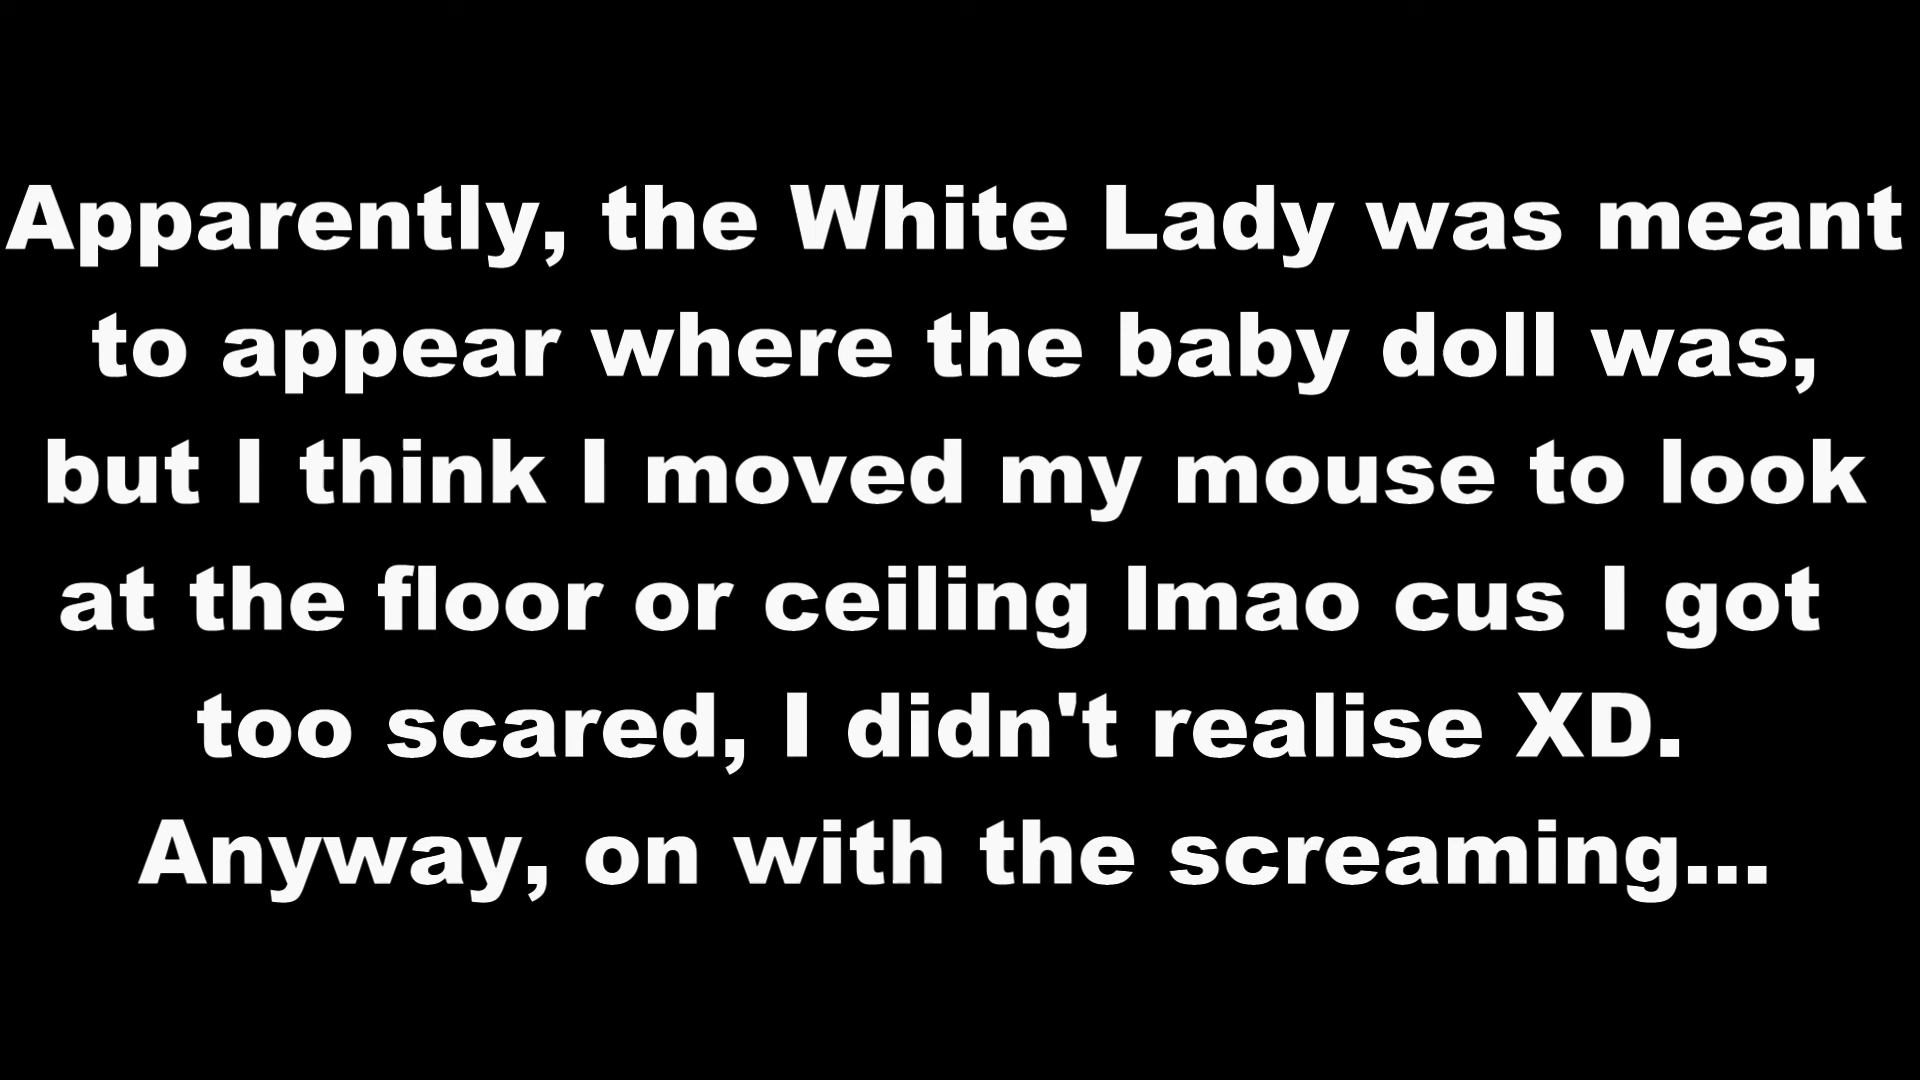 Apparently, the White Lady was meant
to appear where the baby doll was,
but I think I moved my mouse to look
at the floor or ceiling lmao cus I got
too scared, I didn't realise XD.
Anyway, on with the screaming...